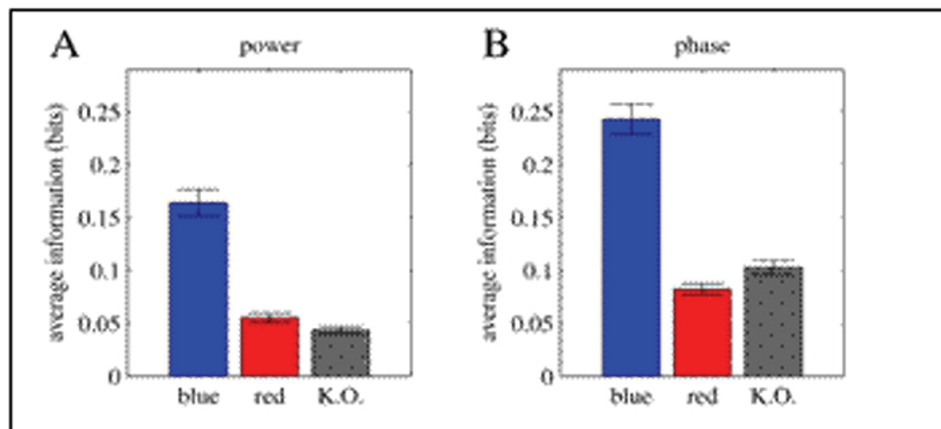 A
power
average information (bits)
0.25
0.2
0.15
0.1
0.05
0
blue red K.O.
B
phase
average information (bits)
0.25
0.2
0.15
0.1
0.05
0
blue red K.O.